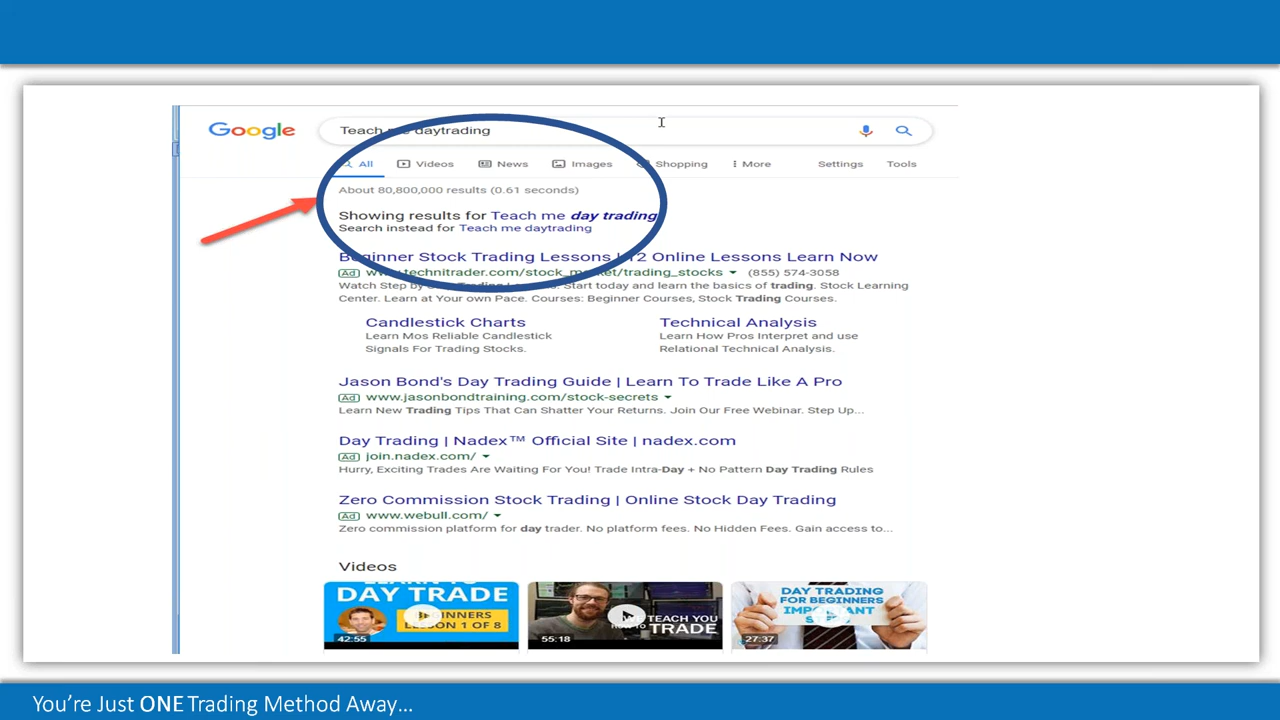 Google
Teach me daytrading
All Videos News Images Shopping More Settings Tools
About 80,800,000 results (0.61 seconds)
Showing results for Teach me day trading
Search instead for Teach me daytrading
Beginner Stock Trading Lessons | 12 Online Lessons Learn Now
Ad www.technitrader.com/stock_market/trading_stocks (855) 574-3058
Watch Step by Trading Start today and learn the basics of trading. Stock Learning
Center. Learn at Your own Pace. Courses: Beginner Courses, Stock Trading Courses.
Candlestick Charts
Learn Mos Reliable Candlestick
Signals For Trading Stocks.
Technical Analysis
Learn How Pros Interpret and use
Relational Technical Analysis.
Jason Bond's Day Trading Guide | Learn To Trade Like A Pro
Ad www.jasonbondtraining.com/stock-secrets
Learn New Trading Tips That Can Shatter Your Returns. Join Our Free Webinar. Step Up...
Day Trading | Nadex™ Official Site | nadex.com
Ad join.nadex.com/
Hurry, Exciting Trades Are Waiting For You! Trade Intra-Day + No Pattern Day Trading Rules
Zero Commission Stock Trading | Online Stock Day Trading
Ad www.webull.com/
Zero commission platform for day trader. No platform fees. No Hidden Fees. Gain access to...
Videos
LEARN TO
DAY TRADE
BEGINNERS
LESSON 1 OF 8
42:55
WE TEACH YOU
HOW TO TRADE
55:18
DAY TRADING
FOR BEGINNERS
IMPORTANT
STEPS
27:37
You're Just ONE Trading Method Away...